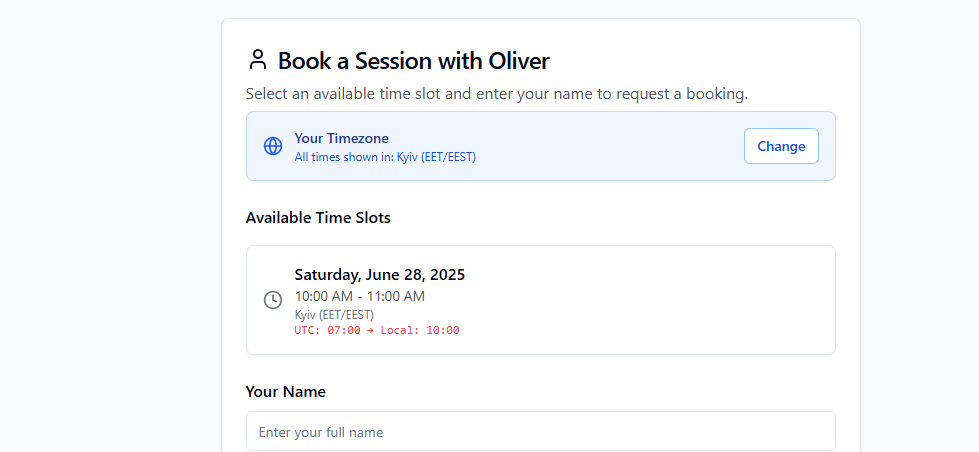 Book a Session with Oliver
Select an available time slot and enter your name to request a booking.
Your Timezone
All times shown in: Kyiv (EET/EEST)
Change
Available Time Slots
Saturday, June 28, 2025
10:00 AM - 11:00 AM
Kyiv (EET/EEST)
UTC: 07:00 → Local: 10:00
Your Name
Enter your full name